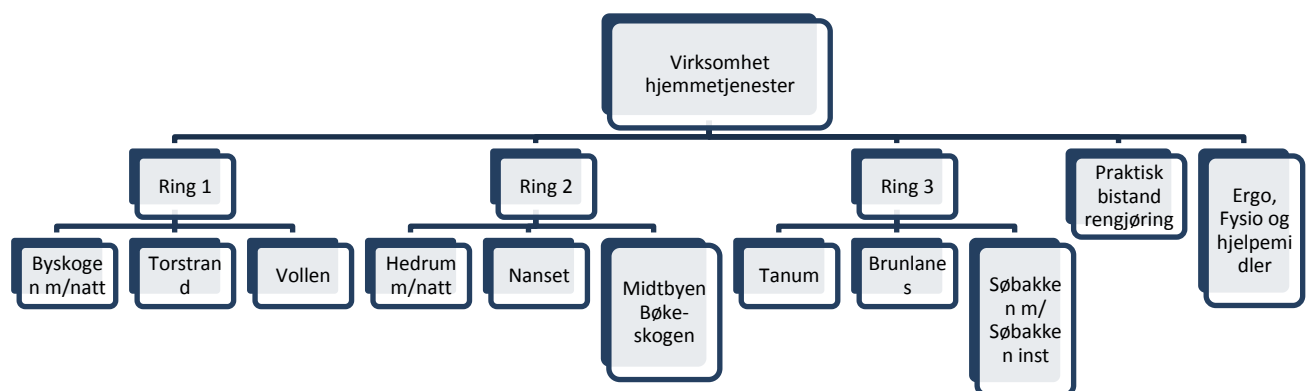 Virksomhet
hjemmetjenester
Ring 1
Ring 2
Ring 3
Praktisk
bistand
rengjøring
Ergo,
Fysio og
hjelpemi
dler
Byskoge
n m/natt
Torstran
d
Vollen
Hedrum
m/natt
Nanset
Midtbyen
Bøke-
skogen
Tanum
Brunlane
s
Søbakke
n m/
Søbakke
n inst